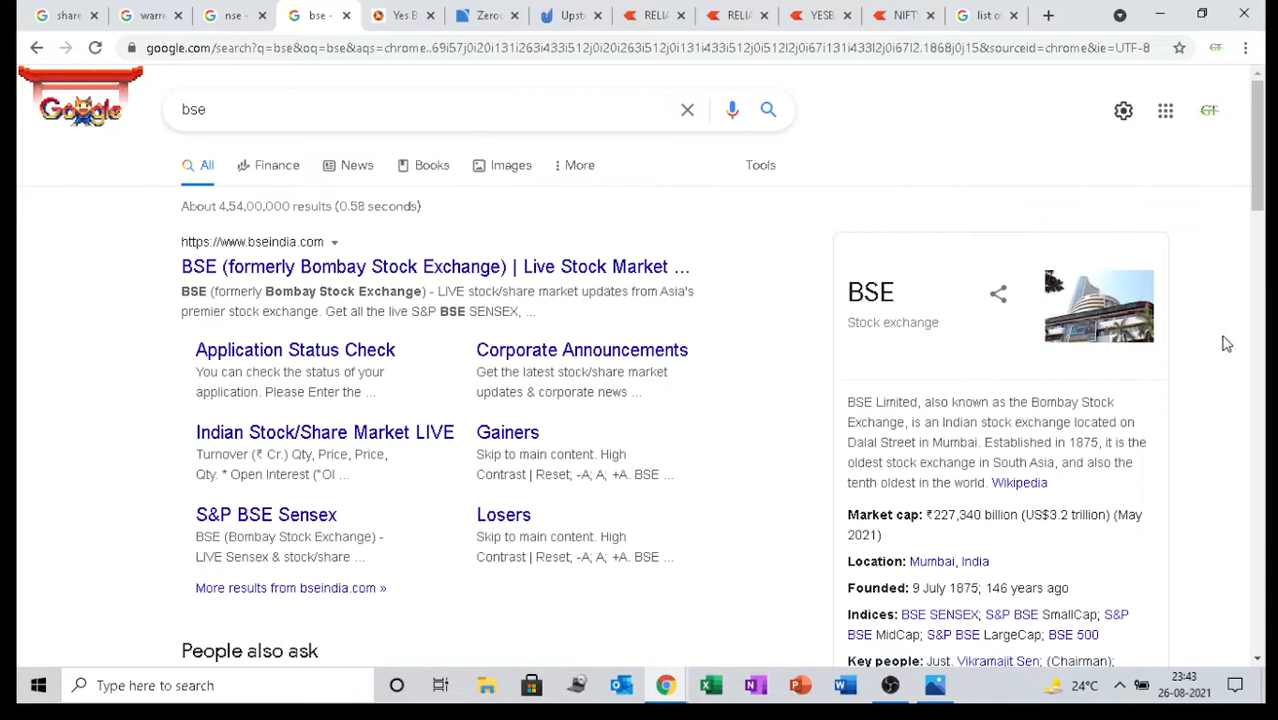 share
warre
nse -
bse -
Yes B
Zeroc
Upst
RELIA
RELIA
YESB
NIFT
list of
google.com/search?q=bse&oq=bse&aqs=chrome..69i57j0i20i131i263i433i512j0i20i263i512j0i131i433i512j0i512l2j0i67i131i433l2j0i67l2.1868j0j15&sourceid=chrome&ie=UTF-8
GT
Google
bse
GT
All
Finance
News
Books
Images
More
Tools
About 4,54,00,000 results (0.58 seconds)
https://www.bseindia.com
BSE (formerly Bombay Stock Exchange) | Live Stock Market ...
BSE (formerly Bombay Stock Exchange) - LIVE stock/share market updates from Asia's
premier stock exchange. Get all the live S&P BSE SENSEX, ...
Application Status Check
You can check the status of your
application. Please Enter the ...
Corporate Announcements
Get the latest stock/share market
updates & corporate news ...
Indian Stock/Share Market LIVE
Turnover (₹ Cr.) Qty, Price, Price,
Qty. * Open Interest ("OI ...
Gainers
Skip to main content. High
Contrast | Reset; -A; A; +A. BSE ...
S&P BSE Sensex
BSE (Bombay Stock Exchange) -
LIVE Sensex & stock/share ...
Losers
Skip to main content. High
Contrast | Reset; -A; A; +A. BSE ...
More results from bseindia.com »
People also ask
BSE
Stock exchange
BSE Limited, also known as the Bombay Stock
Exchange, is an Indian stock exchange located on
Dalal Street in Mumbai. Established in 1875, it is the
oldest stock exchange in South Asia, and also the
tenth oldest in the world. Wikipedia
Market cap: ₹227,340 billion (US$3.2 trillion) (May
2021)
Location: Mumbai, India
Founded: 9 July 1875; 146 years ago
Indices: BSE SENSEX; S&P BSE SmallCap; S&P
BSE MidCap; S&P BSE LargeCap; BSE 500
Key people: Just. Vikramajit Sen; (Chairman);
Type here to search
24°C
23:43
26-08-2021